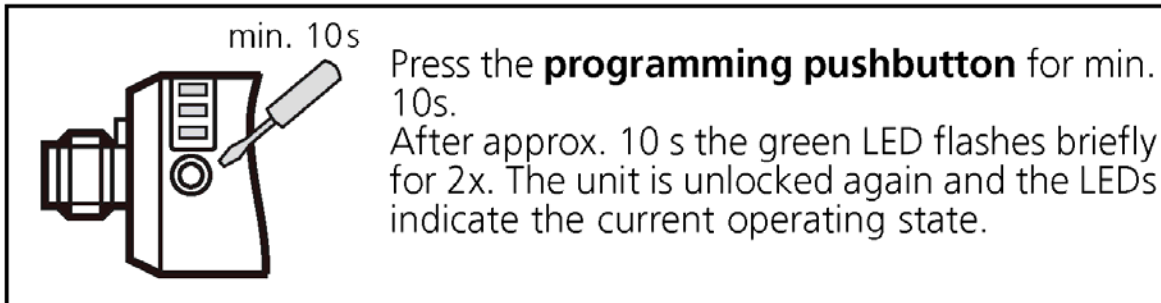 min. 10s
Press the programming pushbutton for min.
10s.
After approx. 10 s the green LED flashes briefly
for 2x. The unit is unlocked again and the LEDs
indicate the current operating state.